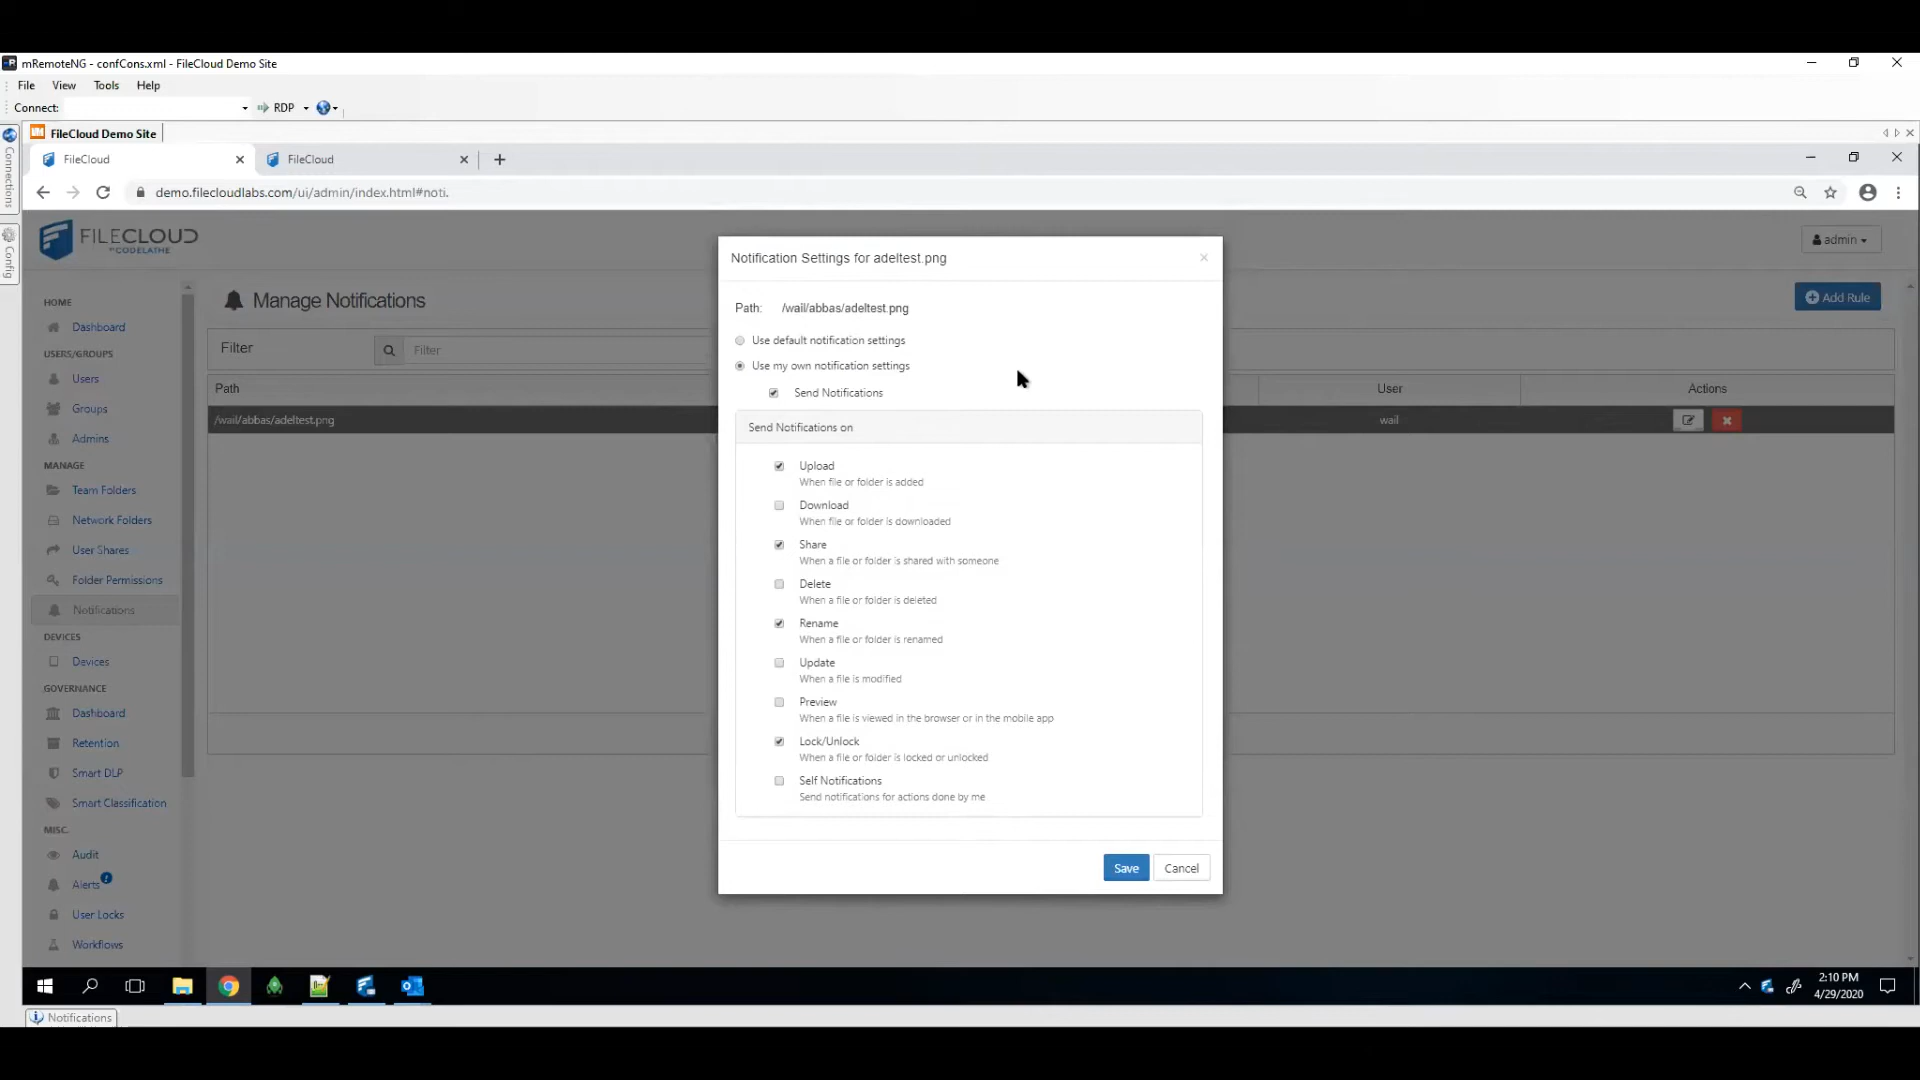 mRemoteNG - confCons.xml - FileCloud Demo Site
File View Tools Help
Connect: RDP
FileCloud Demo Site
FileCloud FileCloud
demo.filecloudlabs.com/ui/admin/index.html#noti.
Connections
Config
FILECLOUD
BY CODELATHE
admin
HOME
Dashboard
USERS/GROUPS
Users
Groups
Admins
MANAGE
Team Folders
Network Folders
User Shares
Folder Permissions
Notifications
DEVICES
Devices
GOVERNANCE
Dashboard
Retention
Smart DLP
Smart Classification
MISC.
Audit
Alerts
User Locks
Workflows
Manage Notifications
Add Rule
Filter
Filter
Path User Actions
/wail/abbas/adeltest.png wail
Notification Settings for adeltest.png
Path: /wail/abbas/adeltest.png
Use default notification settings
Use my own notification settings
Send Notifications
Send Notifications on
Upload
When file or folder is added
Download
When file or folder is downloaded
Share
When a file or folder is shared with someone
Delete
When a file or folder is deleted
Rename
When a file or folder is renamed
Update
When a file is modified
Preview
When a file is viewed in the browser or in the mobile app
Lock/Unlock
When a file or folder is locked or unlocked
Self Notifications
Send notifications for actions done by me
Save Cancel
2:10 PM
4/29/2020
Notifications